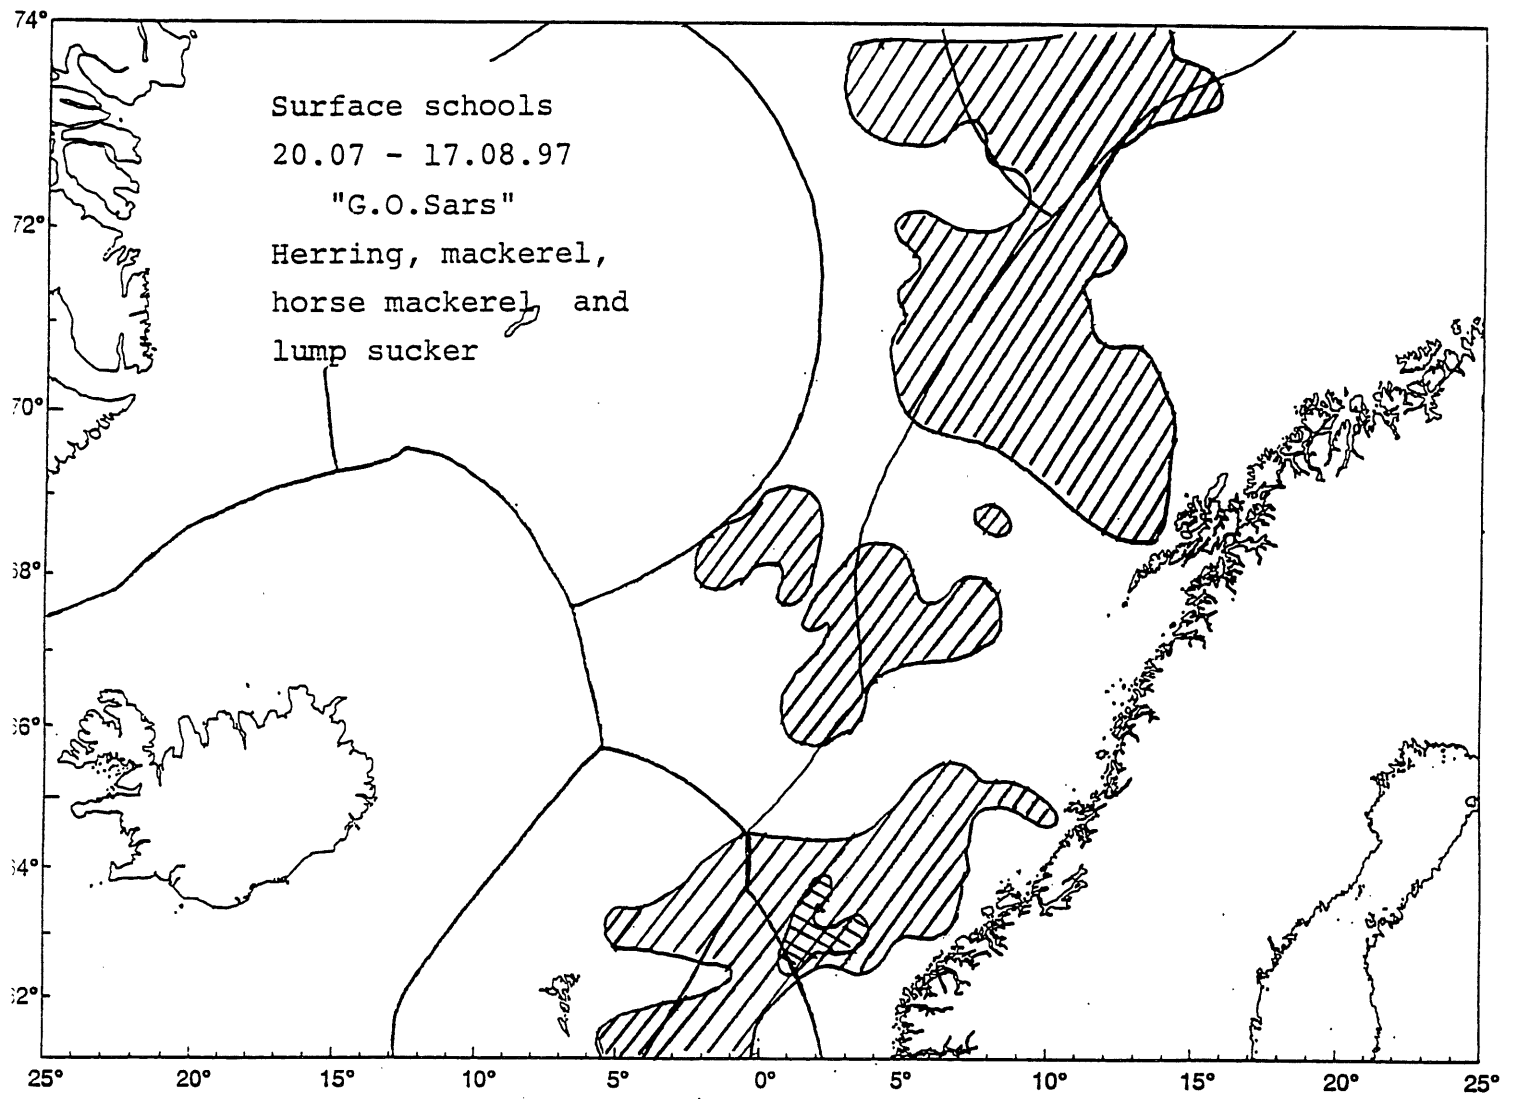 74°
Surface schools
20.07 - 17.08.97
"G.O.Sars"
Herring, mackerel,
horse mackerel and
lump sucker
72°
70°
68°
66°
64°
62°
25° 20° 15° 10° 5° 0° 5° 10° 15° 20° 25°